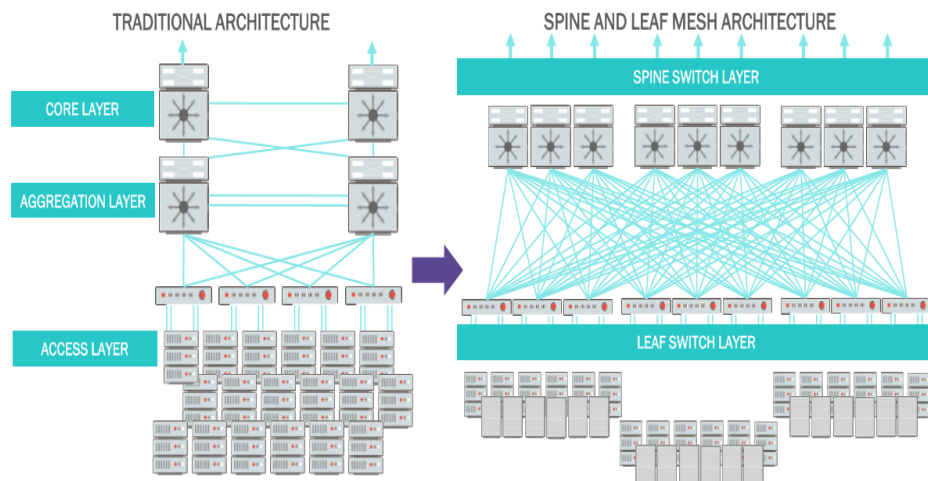 TRADITIONAL ARCHITECTURE
CORE LAYER
AGGREGATION LAYER
ACCESS LAYER
SPINE AND LEAF MESH ARCHITECTURE
SPINE SWITCH LAYER
LEAF SWITCH LAYER